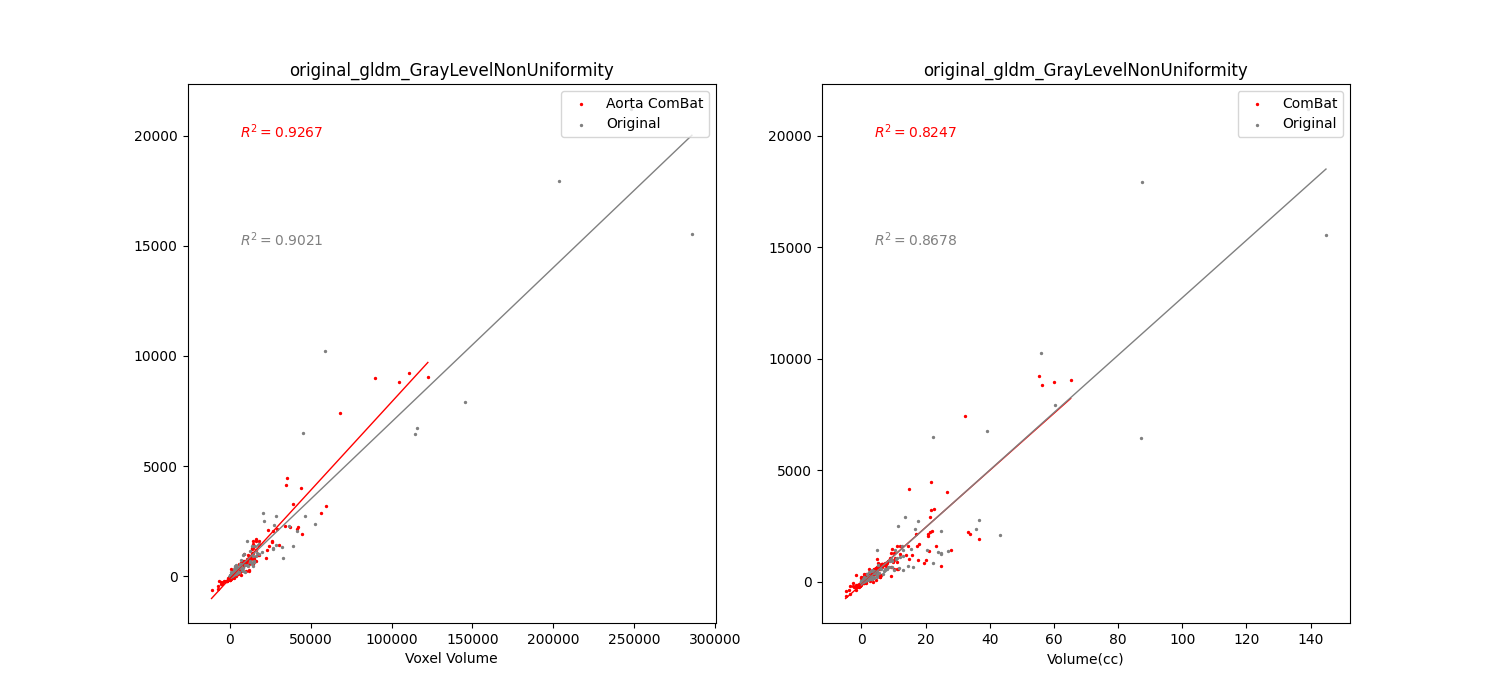 original_gldm_GrayLevelNonUniformity
Aorta ComBat
Original
R² = 0.9267
R² = 0.9021
20000
15000
10000
5000
0
0 50000 100000 150000 200000 250000 300000
Voxel Volume
original_gldm_GrayLevelNonUniformity
ComBat
Original
R² = 0.8247
R² = 0.8678
20000
15000
10000
5000
0
0 20 40 60 80 100 120 140
Volume(cc)